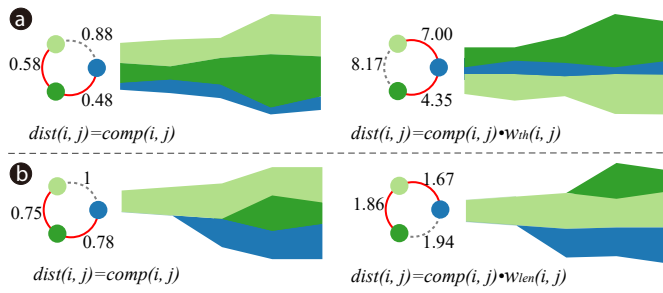 a
0.88
0.58
0.48
dist(i, j)=comp(i, j)
7.00
8.17
4.35
dist(i, j)=comp(i, j)•wth(i, j)
b
1
0.75
0.78
dist(i, j)=comp(i, j)
1.67
1.86
1.94
dist(i, j)=comp(i, j)•wlen(i, j)